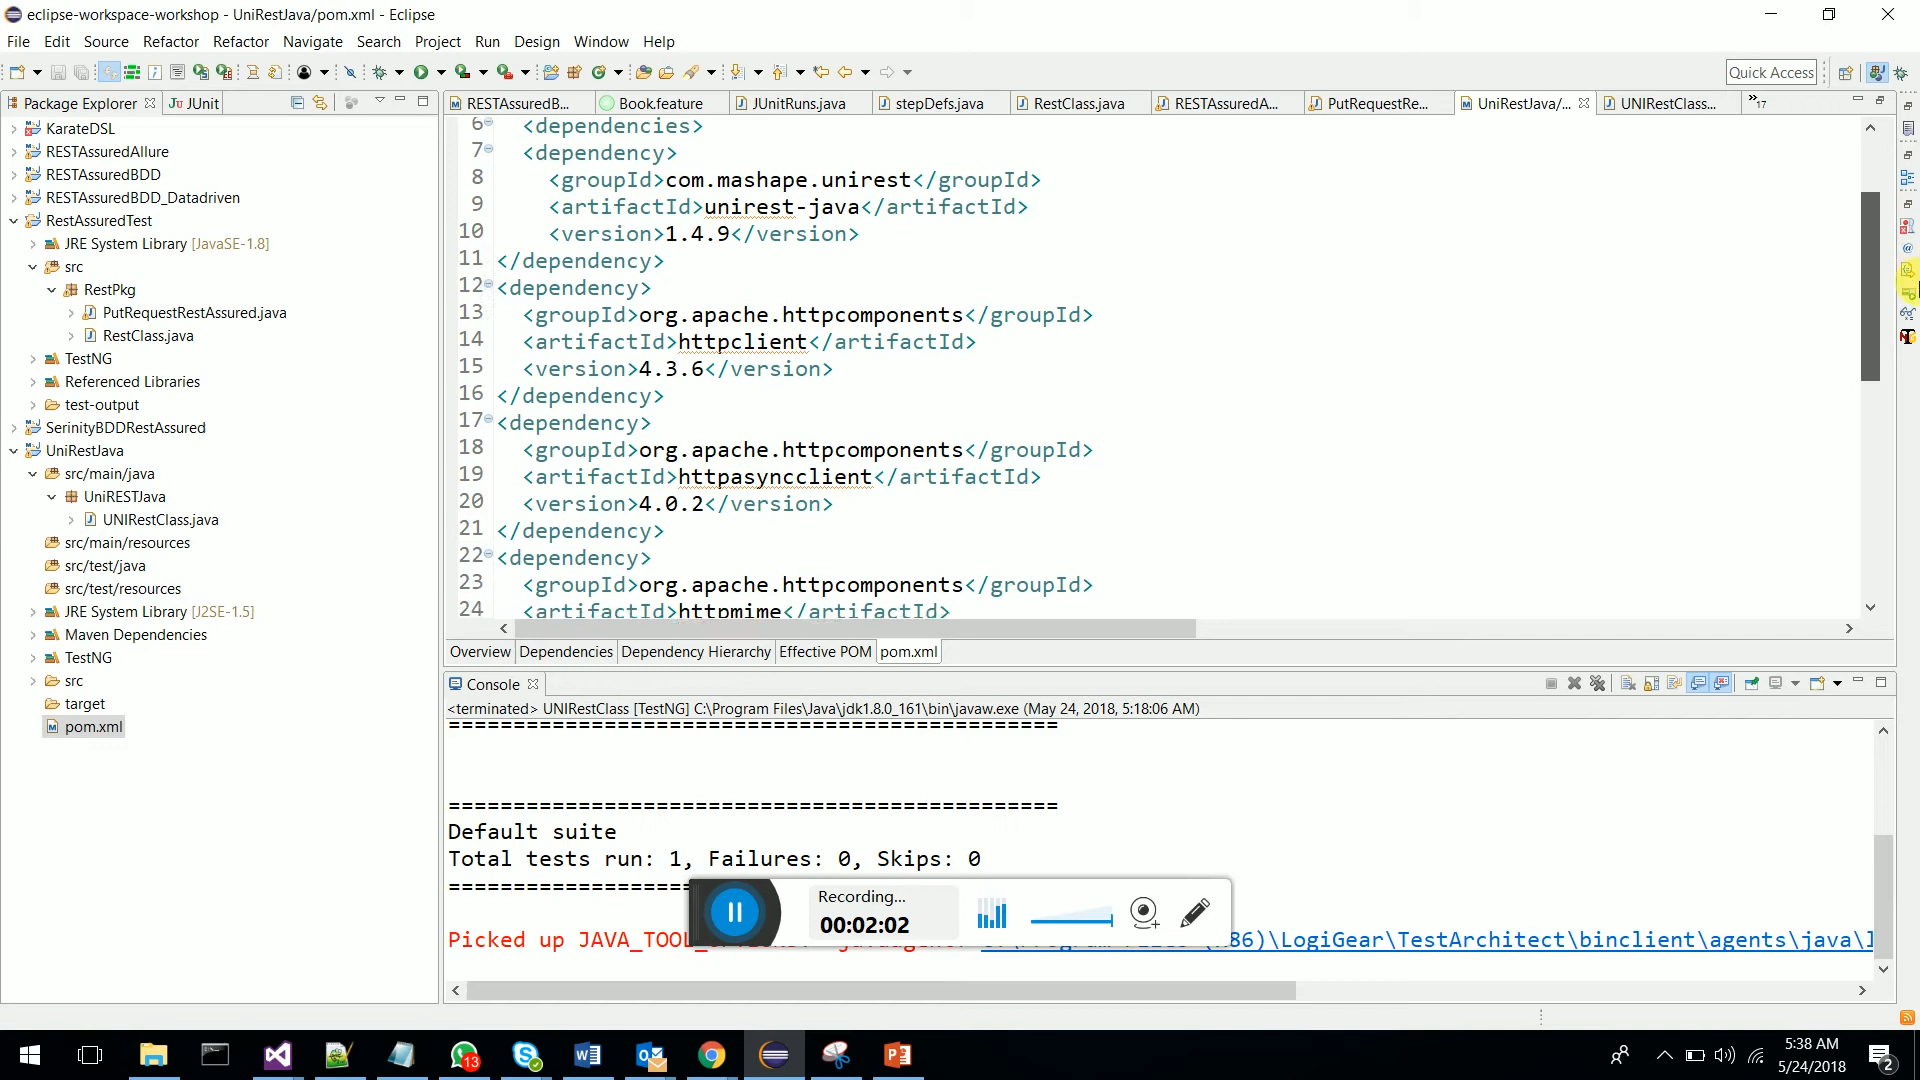 eclipse-workspace-workshop - UniRestJava/pom.xml - Eclipse
File Edit Source Refactor Refactor Navigate Search Project Run Design Window Help
Quick Access
Package Explorer JUnit
RESTAssuredB... Book.feature JUnitRuns.java stepDefs.java RestClass.java RESTAssuredA... PutRequestRe... UniRestJava/... UNIRestClass... »17
KarateDSL
RESTAssuredAllure
RESTAssuredBDD
RESTAssuredBDD_Datadriven
RestAssuredTest
JRE System Library [JavaSE-1.8]
src
RestPkg
PutRequestRestAssured.java
RestClass.java
TestNG
Referenced Libraries
test-output
SerinityBDDRestAssured
UniRestJava
src/main/java
UniRESTJava
UNIRestClass.java
src/main/resources
src/test/java
src/test/resources
JRE System Library [J2SE-1.5]
Maven Dependencies
TestNG
src
target
pom.xml
6 <dependencies>
7 <dependency>
8 <groupId>com.mashape.unirest</groupId>
9 <artifactId>unirest-java</artifactId>
10 <version>1.4.9</version>
11 </dependency>
12 <dependency>
13 <groupId>org.apache.httpcomponents</groupId>
14 <artifactId>httpclient</artifactId>
15 <version>4.3.6</version>
16 </dependency>
17 <dependency>
18 <groupId>org.apache.httpcomponents</groupId>
19 <artifactId>httpasyncclient</artifactId>
20 <version>4.0.2</version>
21 </dependency>
22 <dependency>
23 <groupId>org.apache.httpcomponents</groupId>
24 <artifactId>httpmime</artifactId>
Overview Dependencies Dependency Hierarchy Effective POM pom.xml
Console
<terminated> UNIRestClass [TestNG] C:\Program Files\Java\jdk1.8.0_161\bin\javaw.exe (May 24, 2018, 5:18:06 AM)
===============================================
===============================================
Default suite
Total tests run: 1, Failures: 0, Skips: 0
Recording...
00:02:02
Picked up JAVA_TOOL_ 86)\LogiGear\TestArchitect\binclient\agents\java\
13
5:38 AM
5/24/2018
2